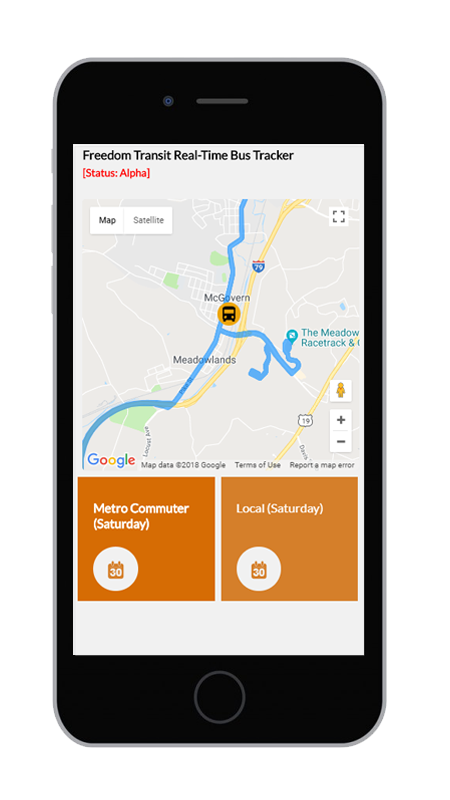 Freedom Transit Real-Time Bus Tracker
[Status: Alpha]
Map Satellite
79
McGovern
The Meadow
Racetrack & C
Meadowlands
19
Locust Ave
Davis
+
−
Google Map data ©2018 Google Terms of Use Report a map error
Metro Commuter
(Saturday)
Local (Saturday)
30
30